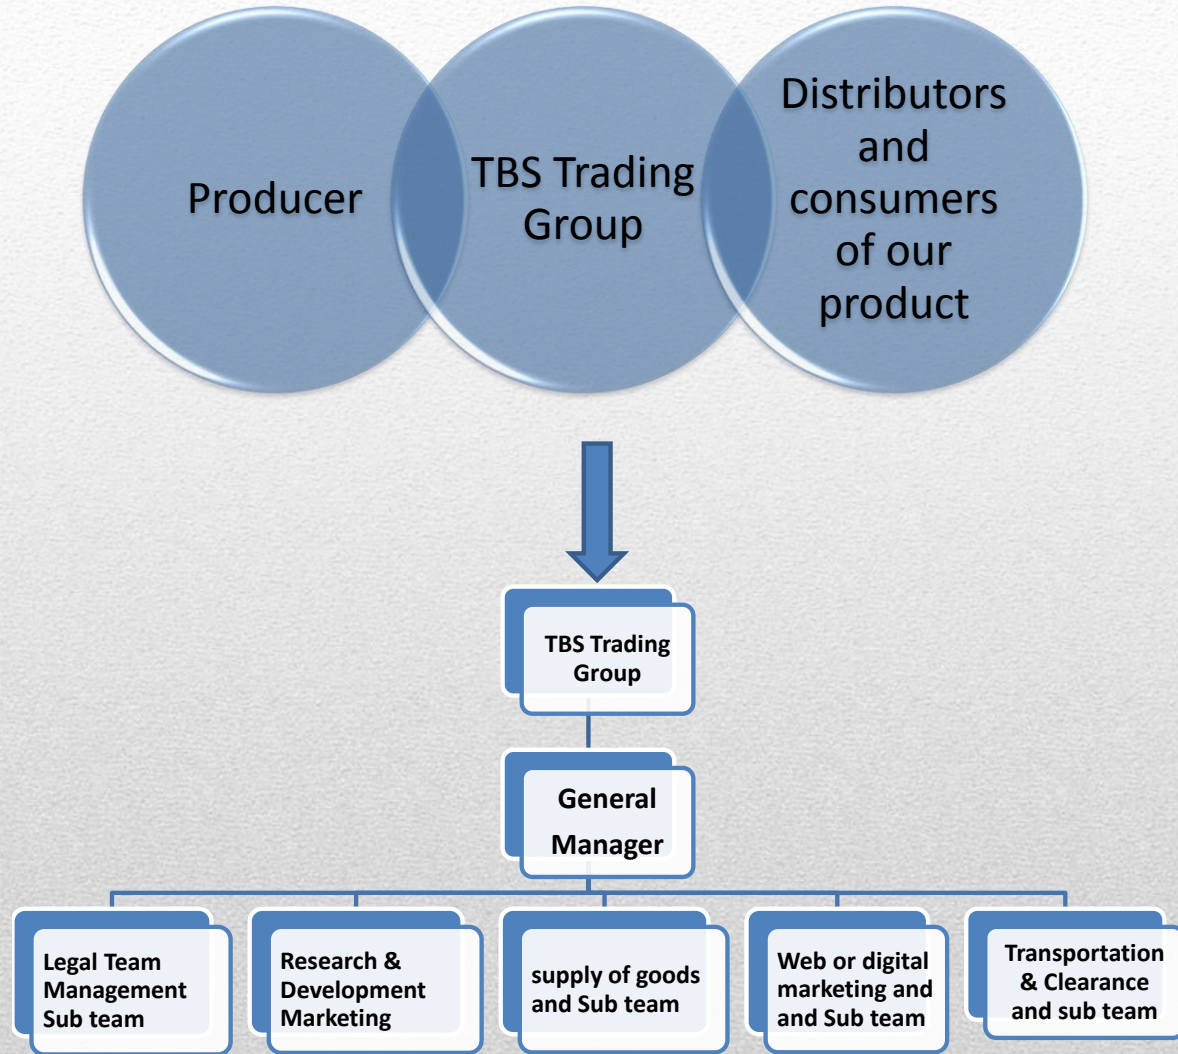 Producer
TBS Trading
Group
Distributors
and
consumers
of our
product
TBS Trading
Group
General
Manager
Legal Team
Management
Sub team
Research &
Development
Marketing
supply of goods
and Sub team
Web or digital
marketing and
and Sub team
Transportation
& Clearance
and sub team